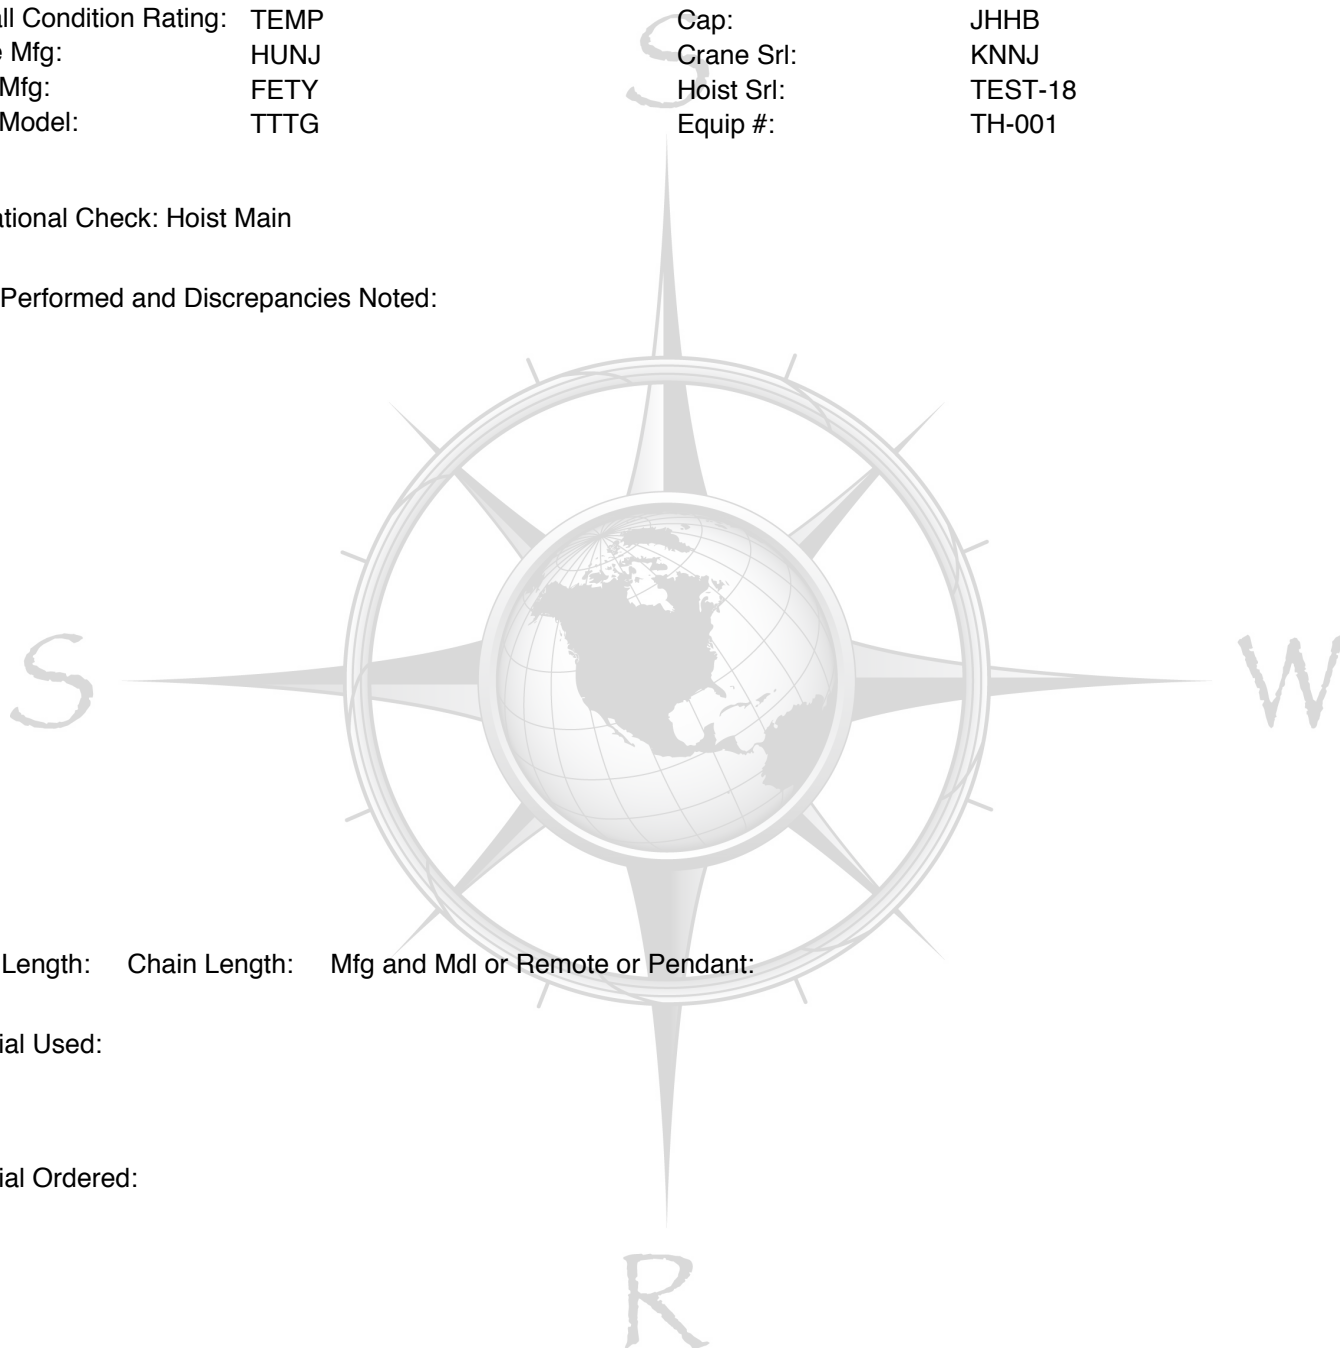 all Condition Rating: TEMP Cap: JHHB
e Mfg: HUNJ Crane Srl: KNNJ
Mfg: FETY Hoist Srl: TEST-18
Model: TTTG Equip #: TH-001
ational Check: Hoist Main
Performed and Discrepancies Noted:
S
S W
Length: Chain Length: Mfg and Mdl or Remote or Pendant:
ial Used:
ial Ordered:
R